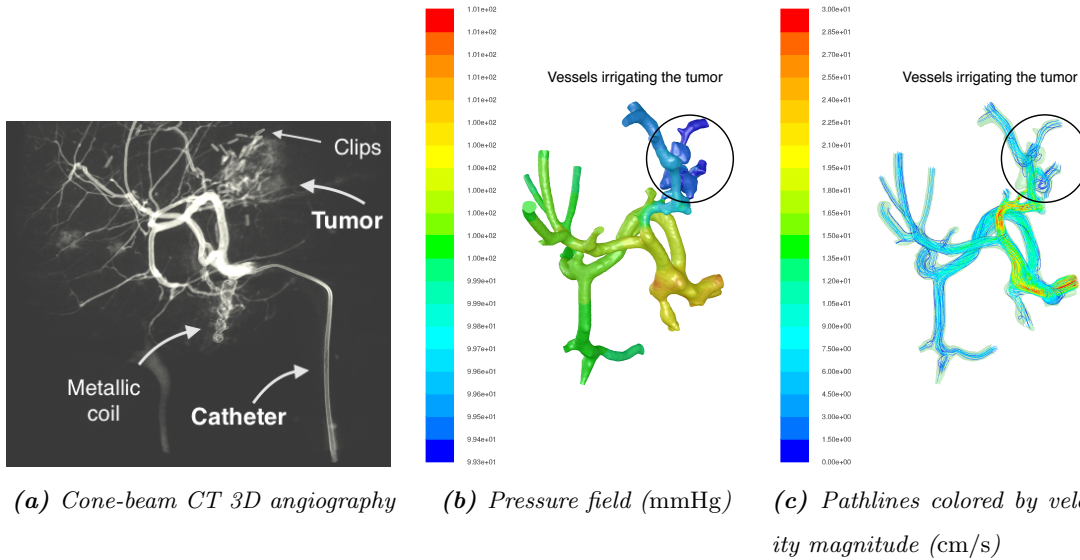 Clips
Tumor
Metallic
coil
Catheter
(a) Cone-beam CT 3D angiography
1.01e+02
1.01e+02
1.01e+02
1.01e+02
1.00e+02
1.00e+02
1.00e+02
1.00e+02
1.00e+02
1.00e+02
1.00e+02
9.99e+01
9.99e+01
9.98e+01
9.98e+01
9.97e+01
9.96e+01
9.95e+01
9.95e+01
9.94e+01
9.93e+01
Vessels irrigating the tumor
(b) Pressure field (mmHg)
3.00e+01
2.85e+01
2.70e+01
2.55e+01
2.40e+01
2.25e+01
2.10e+01
1.95e+01
1.80e+01
1.65e+01
1.50e+01
1.35e+01
1.20e+01
1.05e+01
9.00e+00
7.50e+00
6.00e+00
4.50e+00
3.00e+00
1.50e+00
0.00e+00
Vessels irrigating the tumor
(c) Pathlines colored by velo
ity magnitude (cm/s)